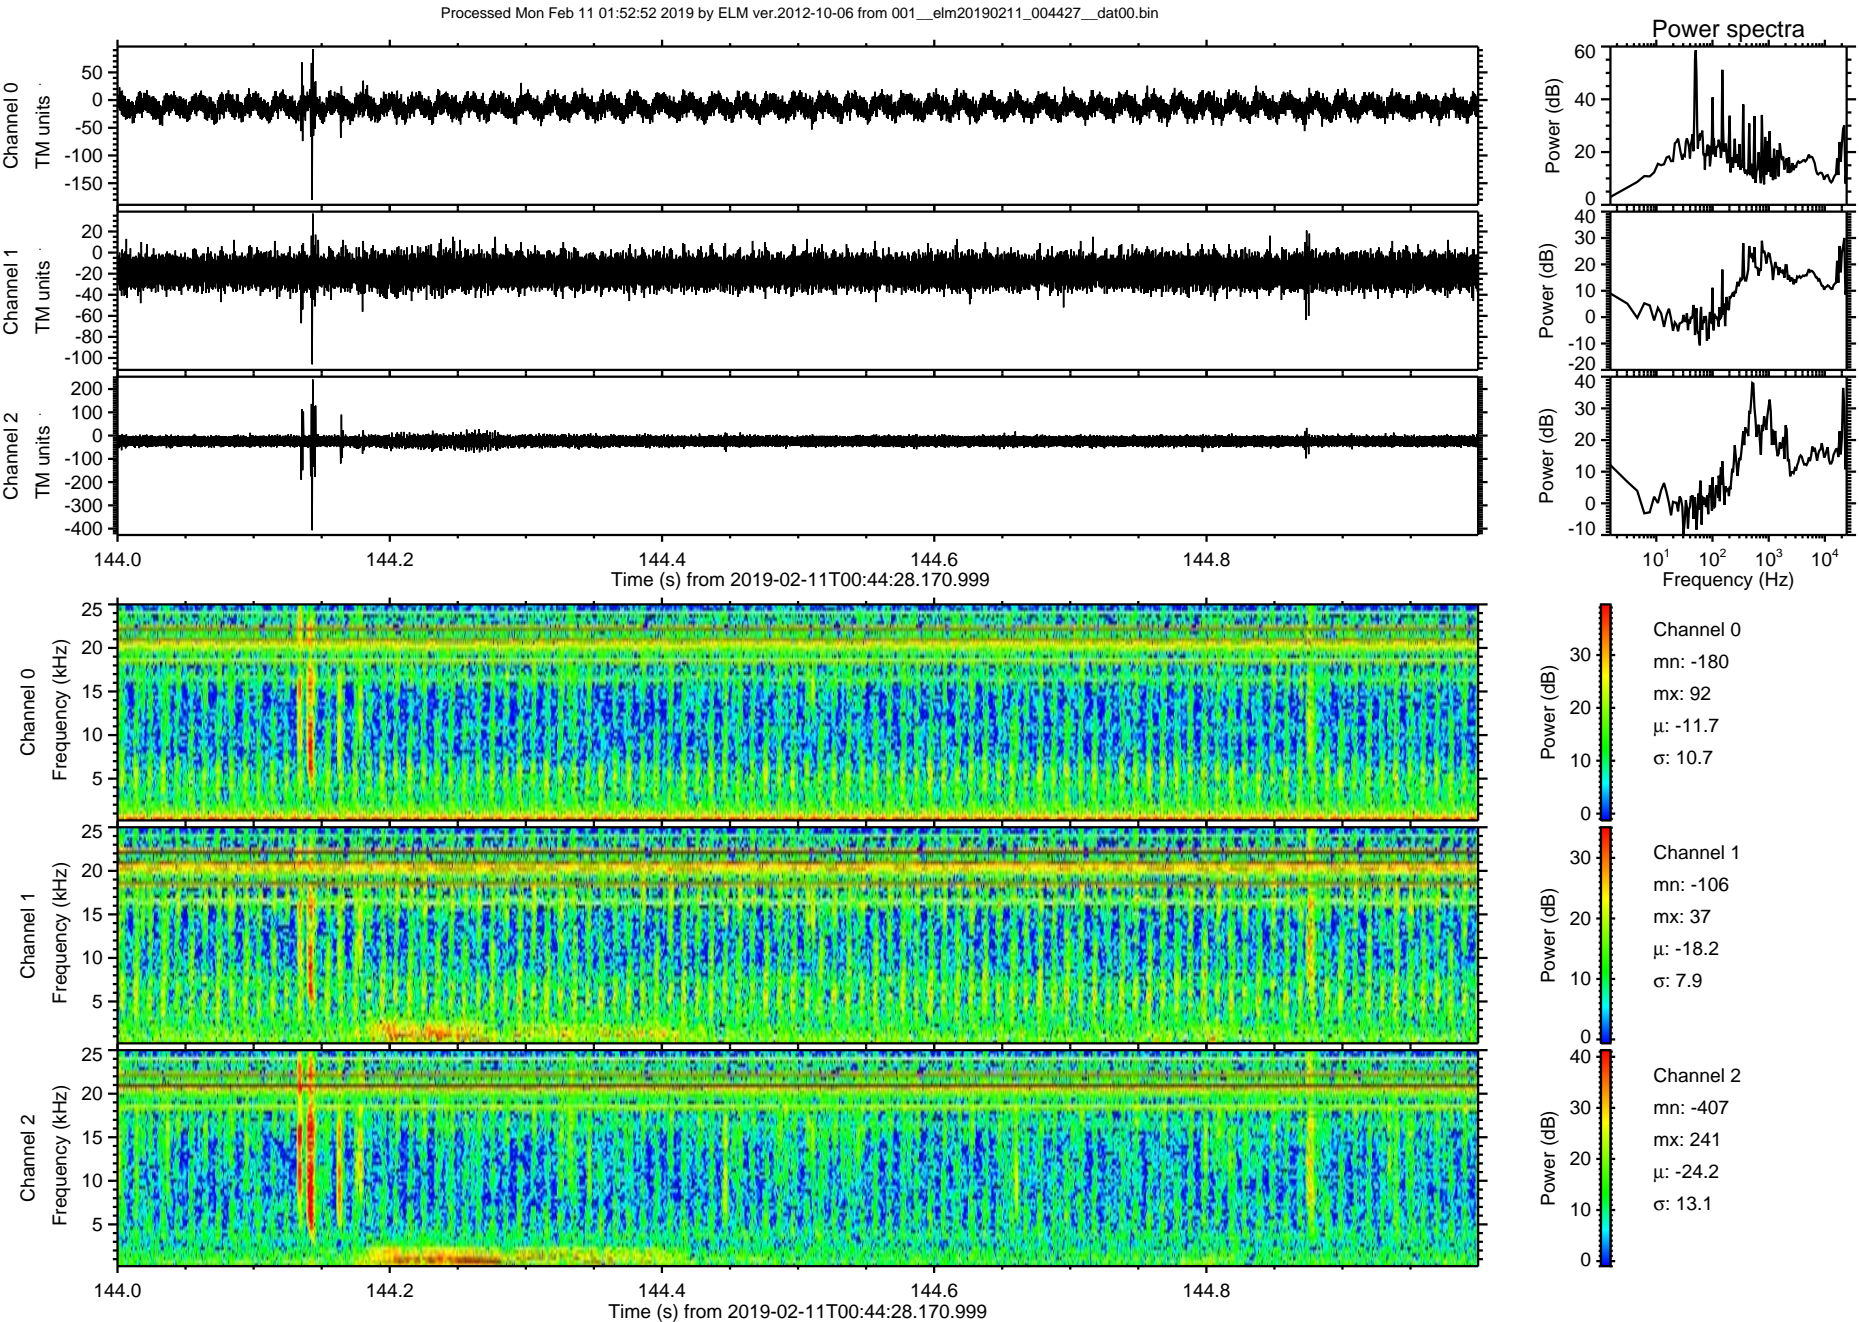 Processed Mon Feb 11 01:52:52 2019 by ELM ver.2012-10-06 from 001__elm20190211_004427__dat00.bin
Power spectra
Channel 0
TM units
50
0
-50
-100
-150
Power (dB)
60
40
20
0
Channel 1
TM units
20
0
-20
-40
-60
-80
-100
Power (dB)
40
30
20
10
0
-10
-20
Channel 2
TM units
200
100
0
-100
-200
-300
-400
Power (dB)
40
30
20
10
0
-10
144.0 144.2 144.4 144.6 144.8
Time (s) from 2019-02-11T00:44:28.170.999
10¹ 10² 10³ 10⁴
Frequency (Hz)
Channel 0
Frequency (kHz)
25
20
15
10
5
Power (dB)
30
20
10
0
Channel 0
mn: -180
mx: 92
μ: -11.7
σ: 10.7
Channel 1
Frequency (kHz)
25
20
15
10
5
Power (dB)
30
20
10
0
Channel 1
mn: -106
mx: 37
μ: -18.2
σ: 7.9
Channel 2
Frequency (kHz)
25
20
15
10
5
Power (dB)
40
30
20
10
0
Channel 2
mn: -407
mx: 241
μ: -24.2
σ: 13.1
144.0 144.2 144.4 144.6 144.8
Time (s) from 2019-02-11T00:44:28.170.999